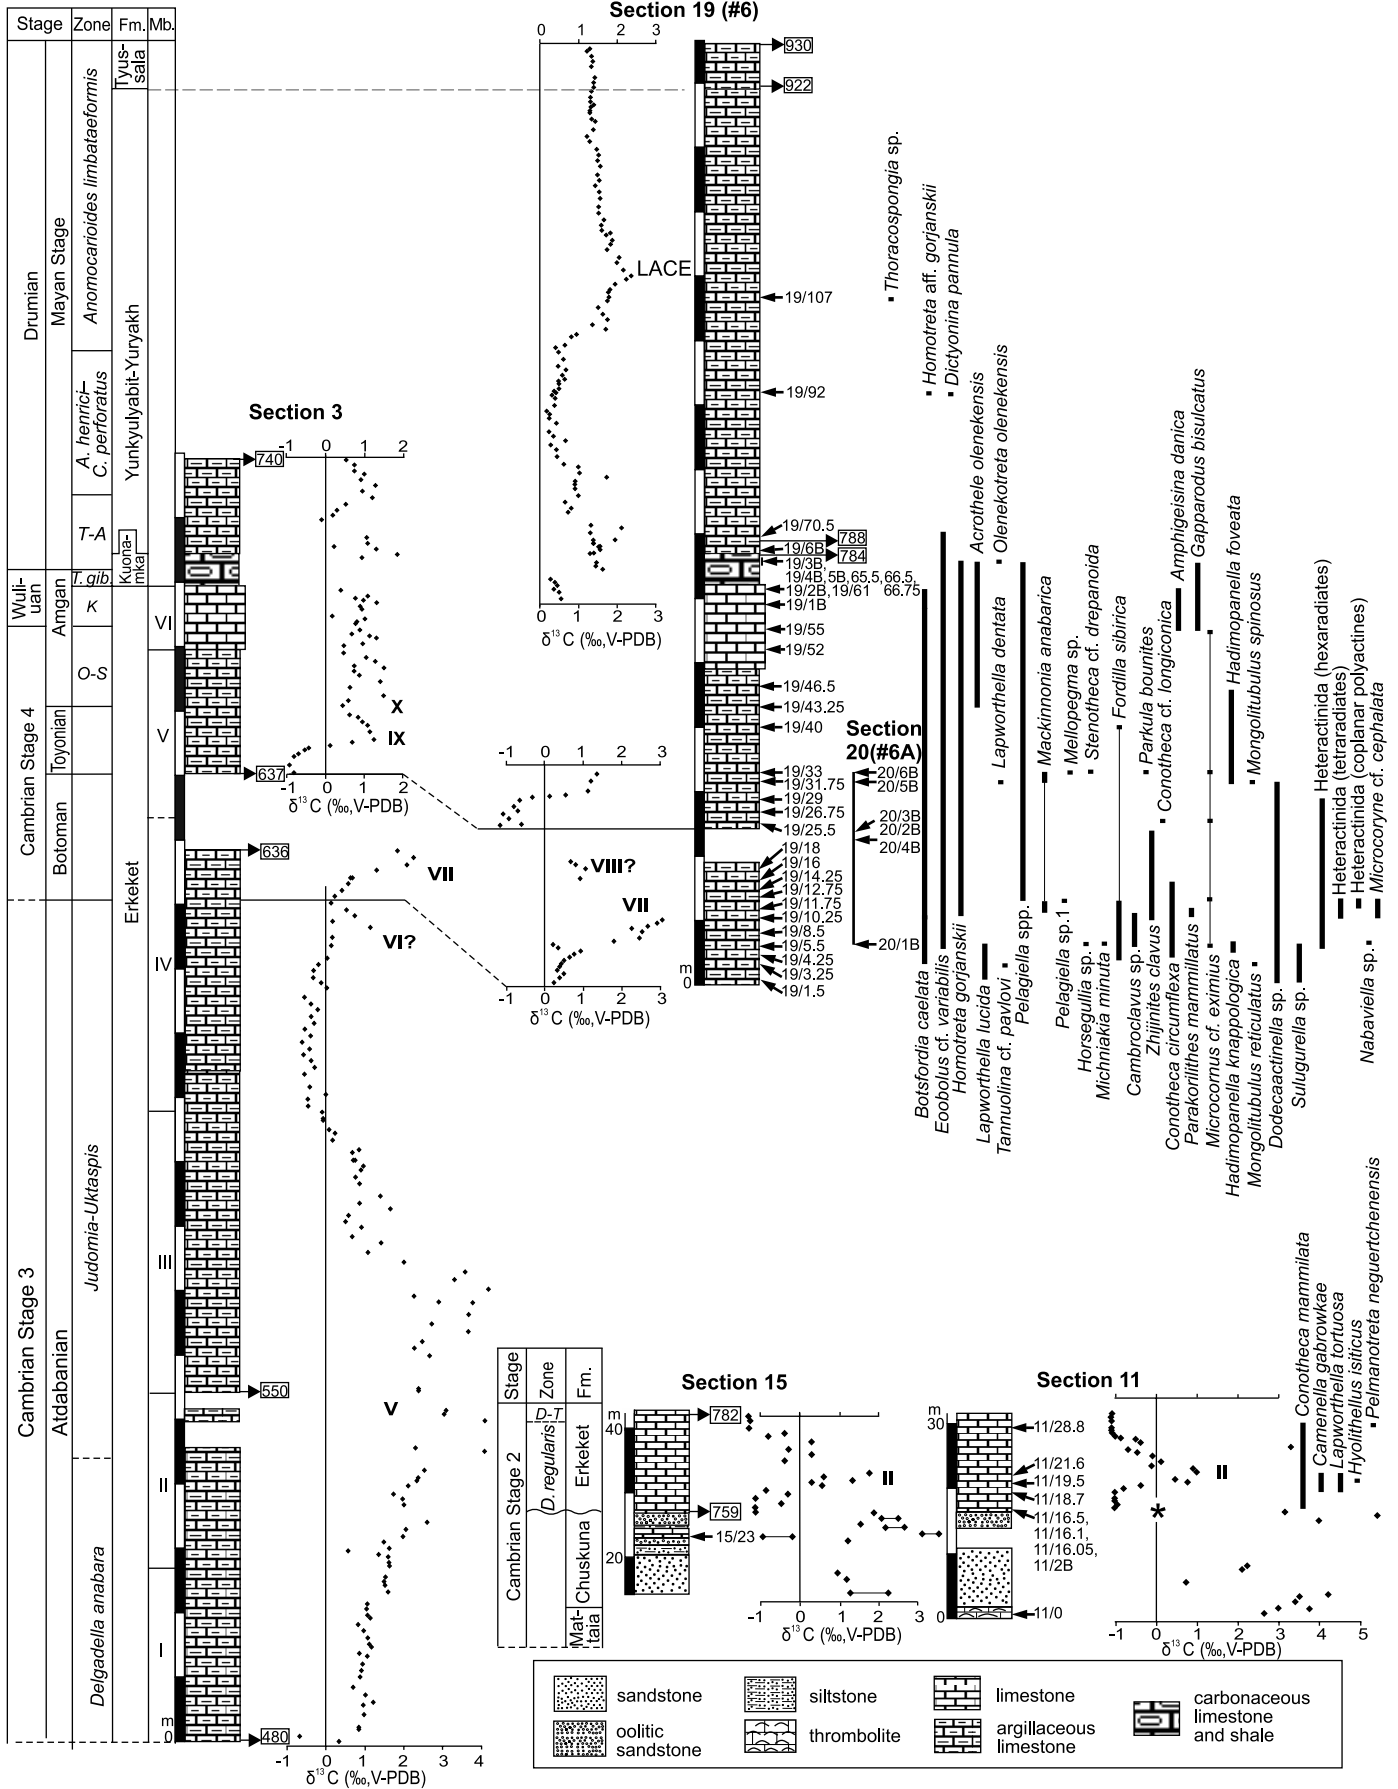 Section 19 (#6)
Stage
Zone
Fm.
Mb.
Drumian
Mayan Stage
Anomocarioides limbataeformis
Tyus-
sala
A. henrici–
C. perforatus
Yunkyulyabit-Yuryakh
T-A
Kuona-
mka
T. gib.
Wuli-
uan
Amgan
K
VI
O-S
Cambrian Stage 4
Toyonian
V
Botoman
Erkeket
IV
Judomia-Uktaspis
III
Cambrian Stage 3
Atdabanian
II
Delgadella anabara
I
m
0
Section 3
-1 0 1 2
740
X
IX
637
-1 0 1 2
δ13 C (‰,V-PDB)
636
VII
VI?
550
V
480
-1 0 1 2 3 4
δ13 C (‰,V-PDB)
0 1 2 3
LACE
0 1 2 3
δ13 C (‰,V-PDB)
-1 0 1 2 3
VIII?
VII
-1 0 1 2 3
δ13 C (‰,V-PDB)
930
922
19/107
19/92
19/70.5
788
19/6B
784
19/3B,
19/4B,5B,65.5,66.5,
19/2B,19/61 66.75
19/1B
19/55
19/52
19/46.5
19/43.25
19/40
19/33
19/31.75
19/29
19/26.75
19/25.5
19/18
19/16
19/14.25
19/12.75
19/11.75
19/10.25
19/8.5
19/5.5
19/4.25
19/3.25
19/1.5
m
0
Section
20(#6A)
20/6B
20/5B
20/3B
20/2B
20/4B
20/1B
Thoracospongia sp.
Homotreta aff. gorjanskii
Dictyonina pannula
Acrothele olenekensis
Olenekotreta olenekensis
Botsfordia caelata
Eoobolus cf. variabilis
Homotreta gorjanskii
Lapworthella lucida
Lapworthella dentata
Tannuolina cf. pavlovi
Pelagiella spp.
Mackinnonia anabarica
Pelagiella sp.1
Mellopegma sp.
Stenotheca cf. drepanoida
Horsegullia sp.
Michniakia minuta
Fordilla sibirica
Cambroclavus sp.
Parkula bounites
Zhijinites clavus
Conotheca cf. longiconica
Conotheca circumflexa
Amphigeisina danica
Parakorilithes mammillatus
Gapparodus bisulcatus
Microcornus cf. eximius
Hadimopanella foveata
Hadimopanella knappologica
Mongolitubulus spinosus
Mongolitubulus reticulatus
Dodecaactinella sp.
Sulugurella sp.
Heteractinida (hexaradiates)
Heteractinida (tetraradiates)
Heteractinida (coplanar polyactines)
Nabaviella sp.
Microcoryne cf. cephalata
Stage
Zone
Fm.
Cambrian Stage 2
D-T
D. regularis
Erkeket
Chuskuna
Mat-
taia
Section 15
m
40
20
782
759
15/23
II
-1 0 1 2 3
δ13 C (‰,V-PDB)
Section 11
m
30
0
11/28.8
11/21.6
11/19.5
11/18.7
11/16.5,
11/16.1,
11/16.05,
11/2B
11/0
II
*
-1 0 1 2 3 4 5
δ13 C (‰,V-PDB)
Conotheca mammilata
Camenella gabrowkae
Lapworthella tortuosa
Hyolithellus isiticus
Pelmanotreta neguertchenensis
sandstone
siltstone
limestone
carbonaceous
limestone
and shale
oolitic
sandstone
thrombolite
argillaceous
limestone